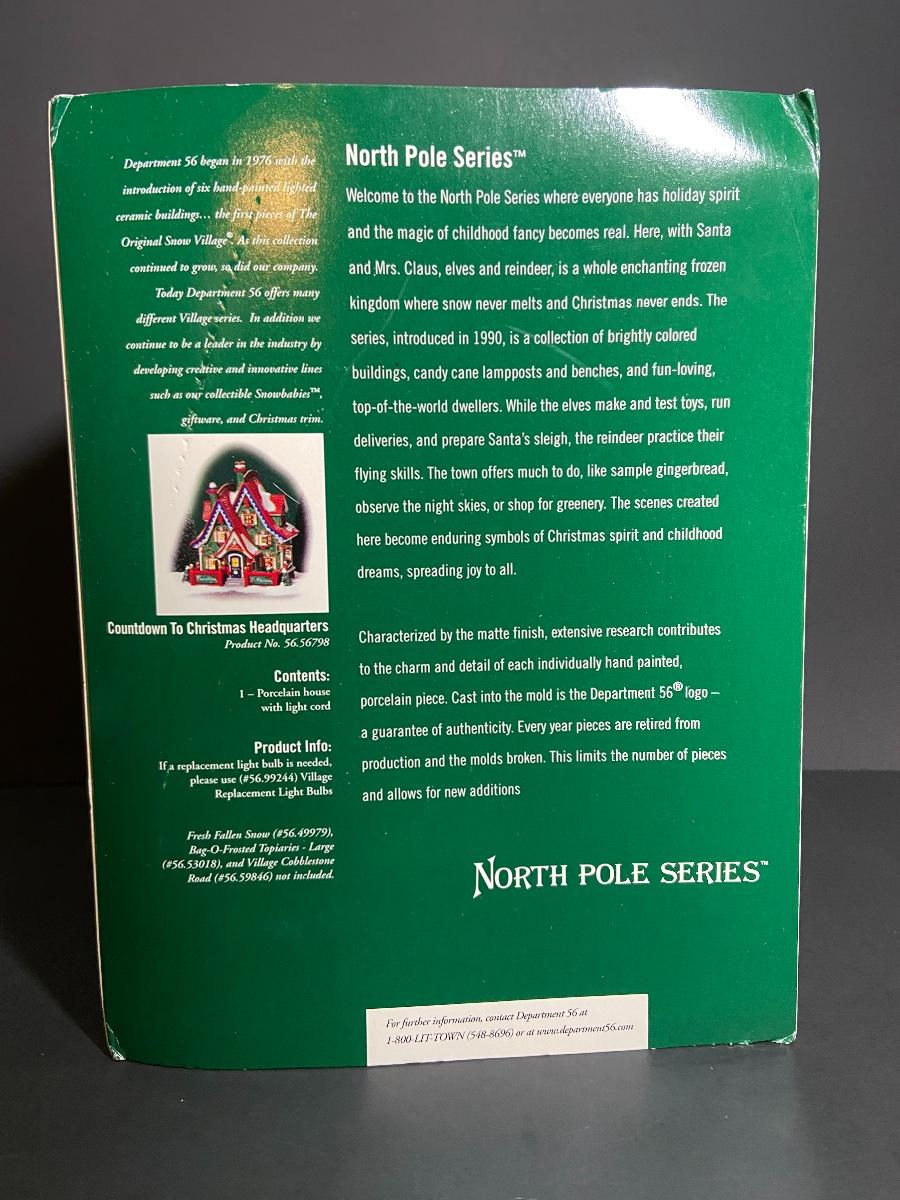 Department 56 began in 1976 with the
introduction of six hand-painted lighted
ceramic buildings... the first pieces of The
Original Snow Village®. As this collection
continued to grow, so did our company.
Today Department 56 offers many
different Village series. In addition we
continue to be a leader in the industry by
developing creative and innovative lines
such as our collectible Snowbabies™,
giftware, and Christmas trim.
Countdown To Christmas Headquarters
Product No. 56.56798
Contents:
1 – Porcelain house
with light cord
Product Info:
If a replacement light bulb is needed,
please use (#56.99244) Village
Replacement Light Bulbs
Fresh Fallen Snow (#56.49979),
Bag-O-Frosted Topiaries - Large
(#56.53018), and Village Cobblestone
Road (#56.59846) not included.
North Pole Series™
Welcome to the North Pole Series where everyone has holiday spirit
and the magic of childhood fancy becomes real. Here, with Santa
and Mrs. Claus, elves and reindeer, is a whole enchanting frozen
kingdom where snow never melts and Christmas never ends. The
series, introduced in 1990, is a collection of brightly colored
buildings, candy cane lampposts and benches, and fun-loving,
top-of-the-world dwellers. While the elves make and test toys, run
deliveries, and prepare Santa's sleigh, the reindeer practice their
flying skills. The town offers much to do, like sample gingerbread,
observe the night skies, or shop for greenery. The scenes created
here become enduring symbols of Christmas spirit and childhood
dreams, spreading joy to all.
Characterized by the matte finish, extensive research contributes
to the charm and detail of each individually hand painted,
porcelain piece. Cast into the mold is the Department 56® logo –
a guarantee of authenticity. Every year pieces are retired from
production and the molds broken. This limits the number of pieces
and allows for new additions
NORTH POLE SERIES™
For further information, contact Department 56 at
1-800-LIT-TOWN (548-8696) or at www.department56.com